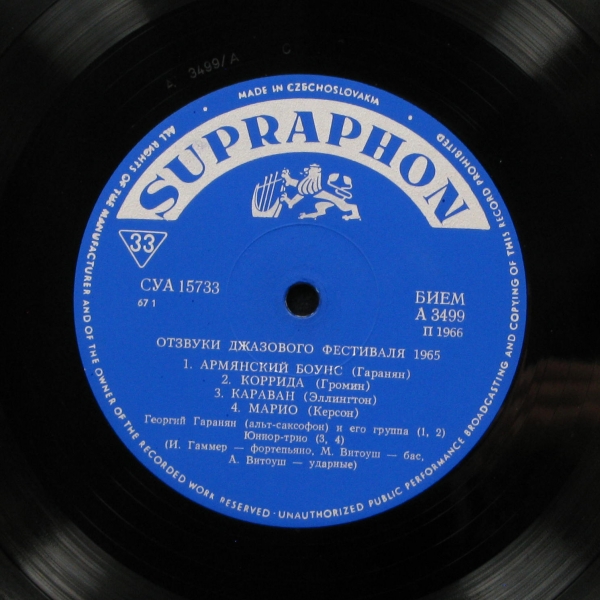 A 3499/A C
MADE IN CZECHOSLOVAKIA
SUPRAPHON
33
СУА 15733
67 1
БИЕМ
А 3499
П 1966
ОТЗВУКИ ДЖАЗОВОГО ФЕСТИВАЛЯ 1965
1. АРМЯНСКИЙ БОУНС (Гаранян)
2. КОРРИДА (Громин)
3. КАРАВАН (Эллингтон)
4. МАРИО (Керсон)
Георгий Гаранян (альт-саксофон) и его группа (1, 2)
Юниор-трио (3, 4)
(И. Гаммер — фортепьяно, М. Витоуш — бас,
А. Витоуш — ударные)
ALL RIGHTS OF THE MANUFACTURER AND OF THE OWNER OF THE RECORDED WORK RESERVED · UNAUTHORIZED PUBLIC PERFORMANCE BROADCASTING AND COPYING OF THIS RECORD PROHIBITED